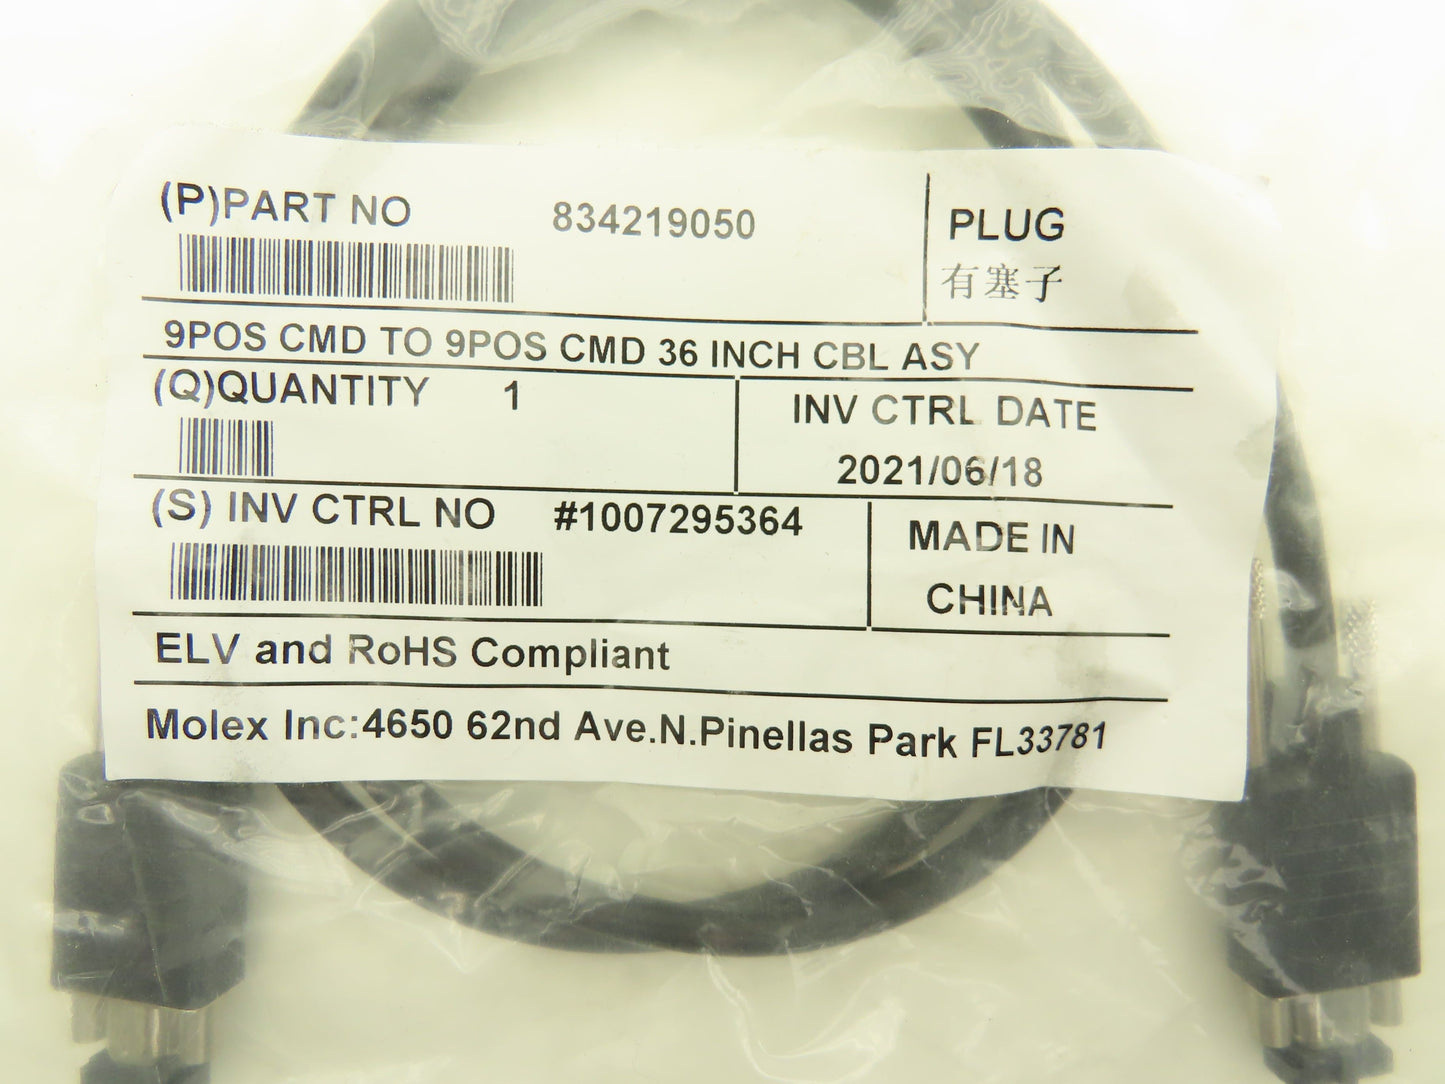 (P)PART NO 834219050 PLUG
有塞子
9POS CMD TO 9POS CMD 36 INCH CBL ASY
(Q)QUANTITY 1 INV CTRL DATE
2021/06/18
(S) INV CTRL NO #1007295364 MADE IN
CHINA
ELV and RoHS Compliant
Molex Inc:4650 62nd Ave.N.Pinellas Park FL33781